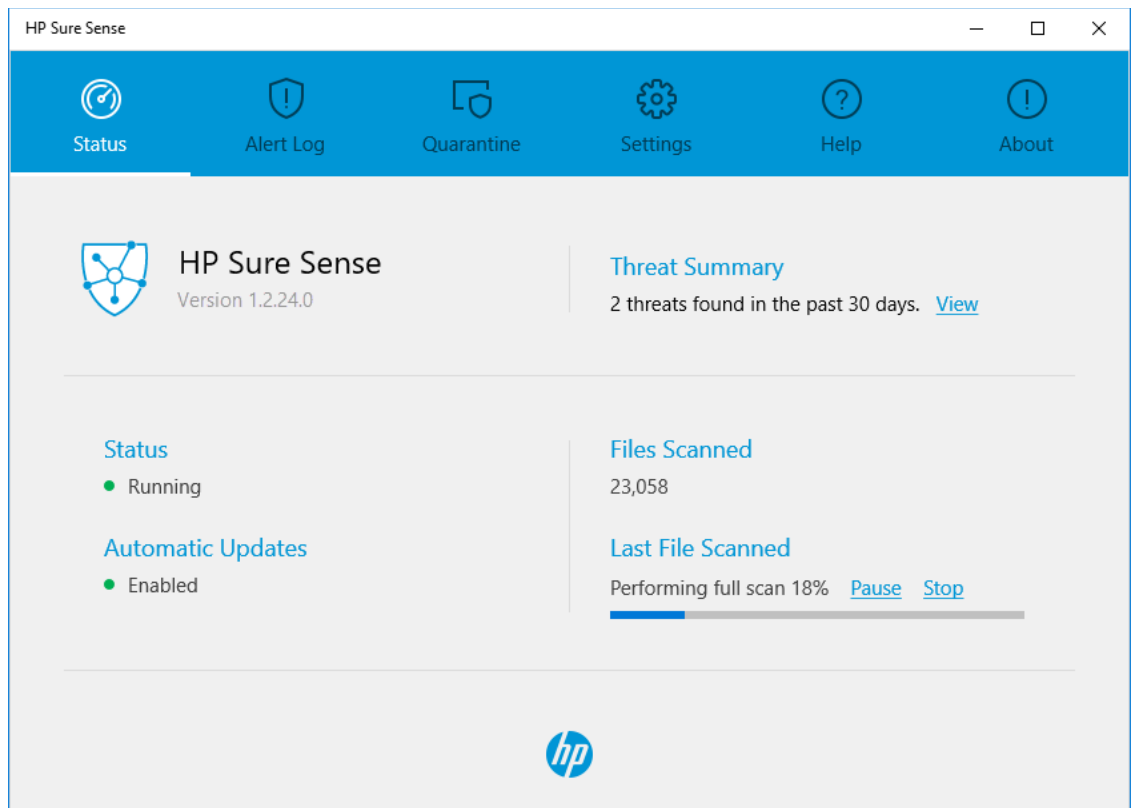 HP Sure Sense
Status
Alert Log
Quarantine
Settings
Help
About
HP Sure Sense
Version 1.2.24.0
Threat Summary
2 threats found in the past 30 days. View
Status
Running
Automatic Updates
Enabled
Files Scanned
23,058
Last File Scanned
Performing full scan 18% Pause Stop
hp